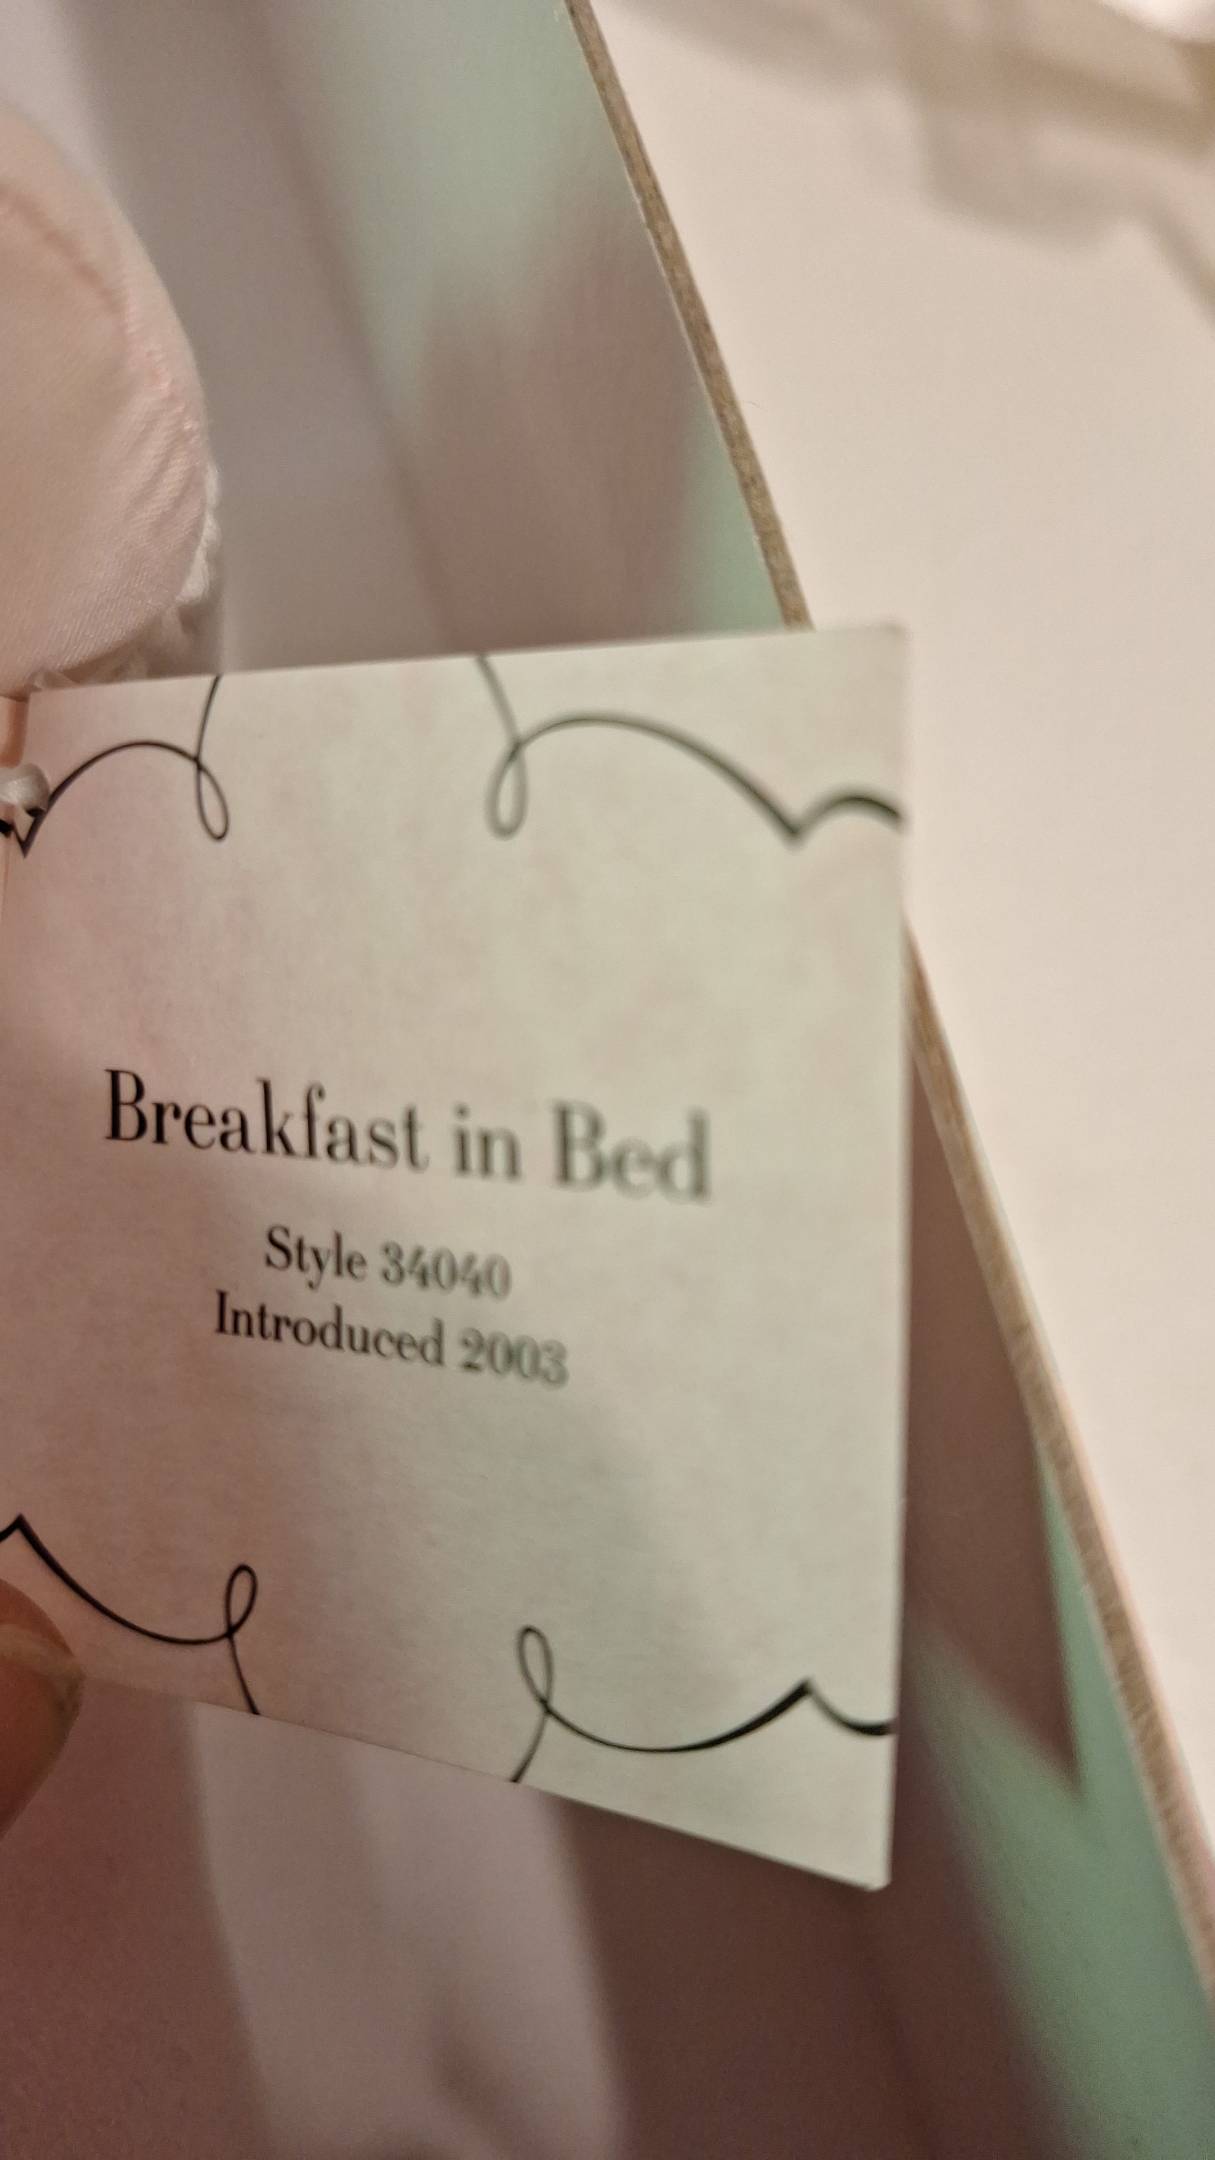 Breakfast in Bed
Style 34040
Introduced 2003